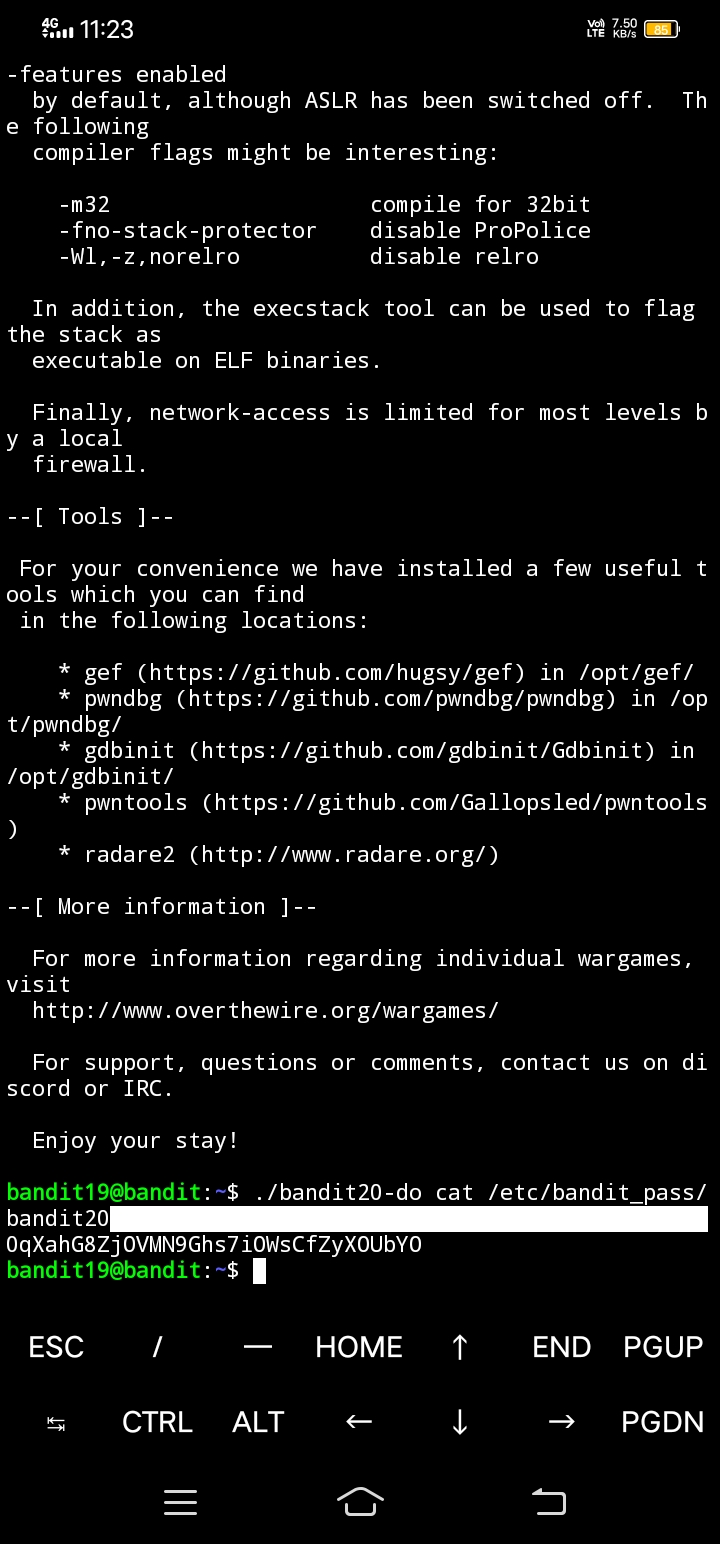 4G 11:23 Vo) LTE 7.50 KB/s 85
-features enabled
  by default, although ASLR has been switched off.  Th
e following
  compiler flags might be interesting:

    -m32                    compile for 32bit
    -fno-stack-protector    disable ProPolice
    -Wl,-z,norelro          disable relro

  In addition, the execstack tool can be used to flag
the stack as
  executable on ELF binaries.

  Finally, network-access is limited for most levels b
y a local
  firewall.

--[ Tools ]--

 For your convenience we have installed a few useful t
ools which you can find
 in the following locations:

    * gef (https://github.com/hugsy/gef) in /opt/gef/
    * pwndbg (https://github.com/pwndbg/pwndbg) in /op
t/pwndbg/
    * gdbinit (https://github.com/gdbinit/Gdbinit) in
/opt/gdbinit/
    * pwntools (https://github.com/Gallopsled/pwntools
)
    * radare2 (http://www.radare.org/)

--[ More information ]--

  For more information regarding individual wargames,
visit
  http://www.overthewire.org/wargames/

  For support, questions or comments, contact us on di
scord or IRC.

  Enjoy your stay!

bandit19@bandit:~$ ./bandit20-do cat /etc/bandit_pass/
bandit20
0qXahG8ZjOVMN9Ghs7iOWsCfZyXOUbYO
bandit19@bandit:~$
ESC / — HOME ↑ END PGUP
↹ CTRL ALT ← ↓ → PGDN